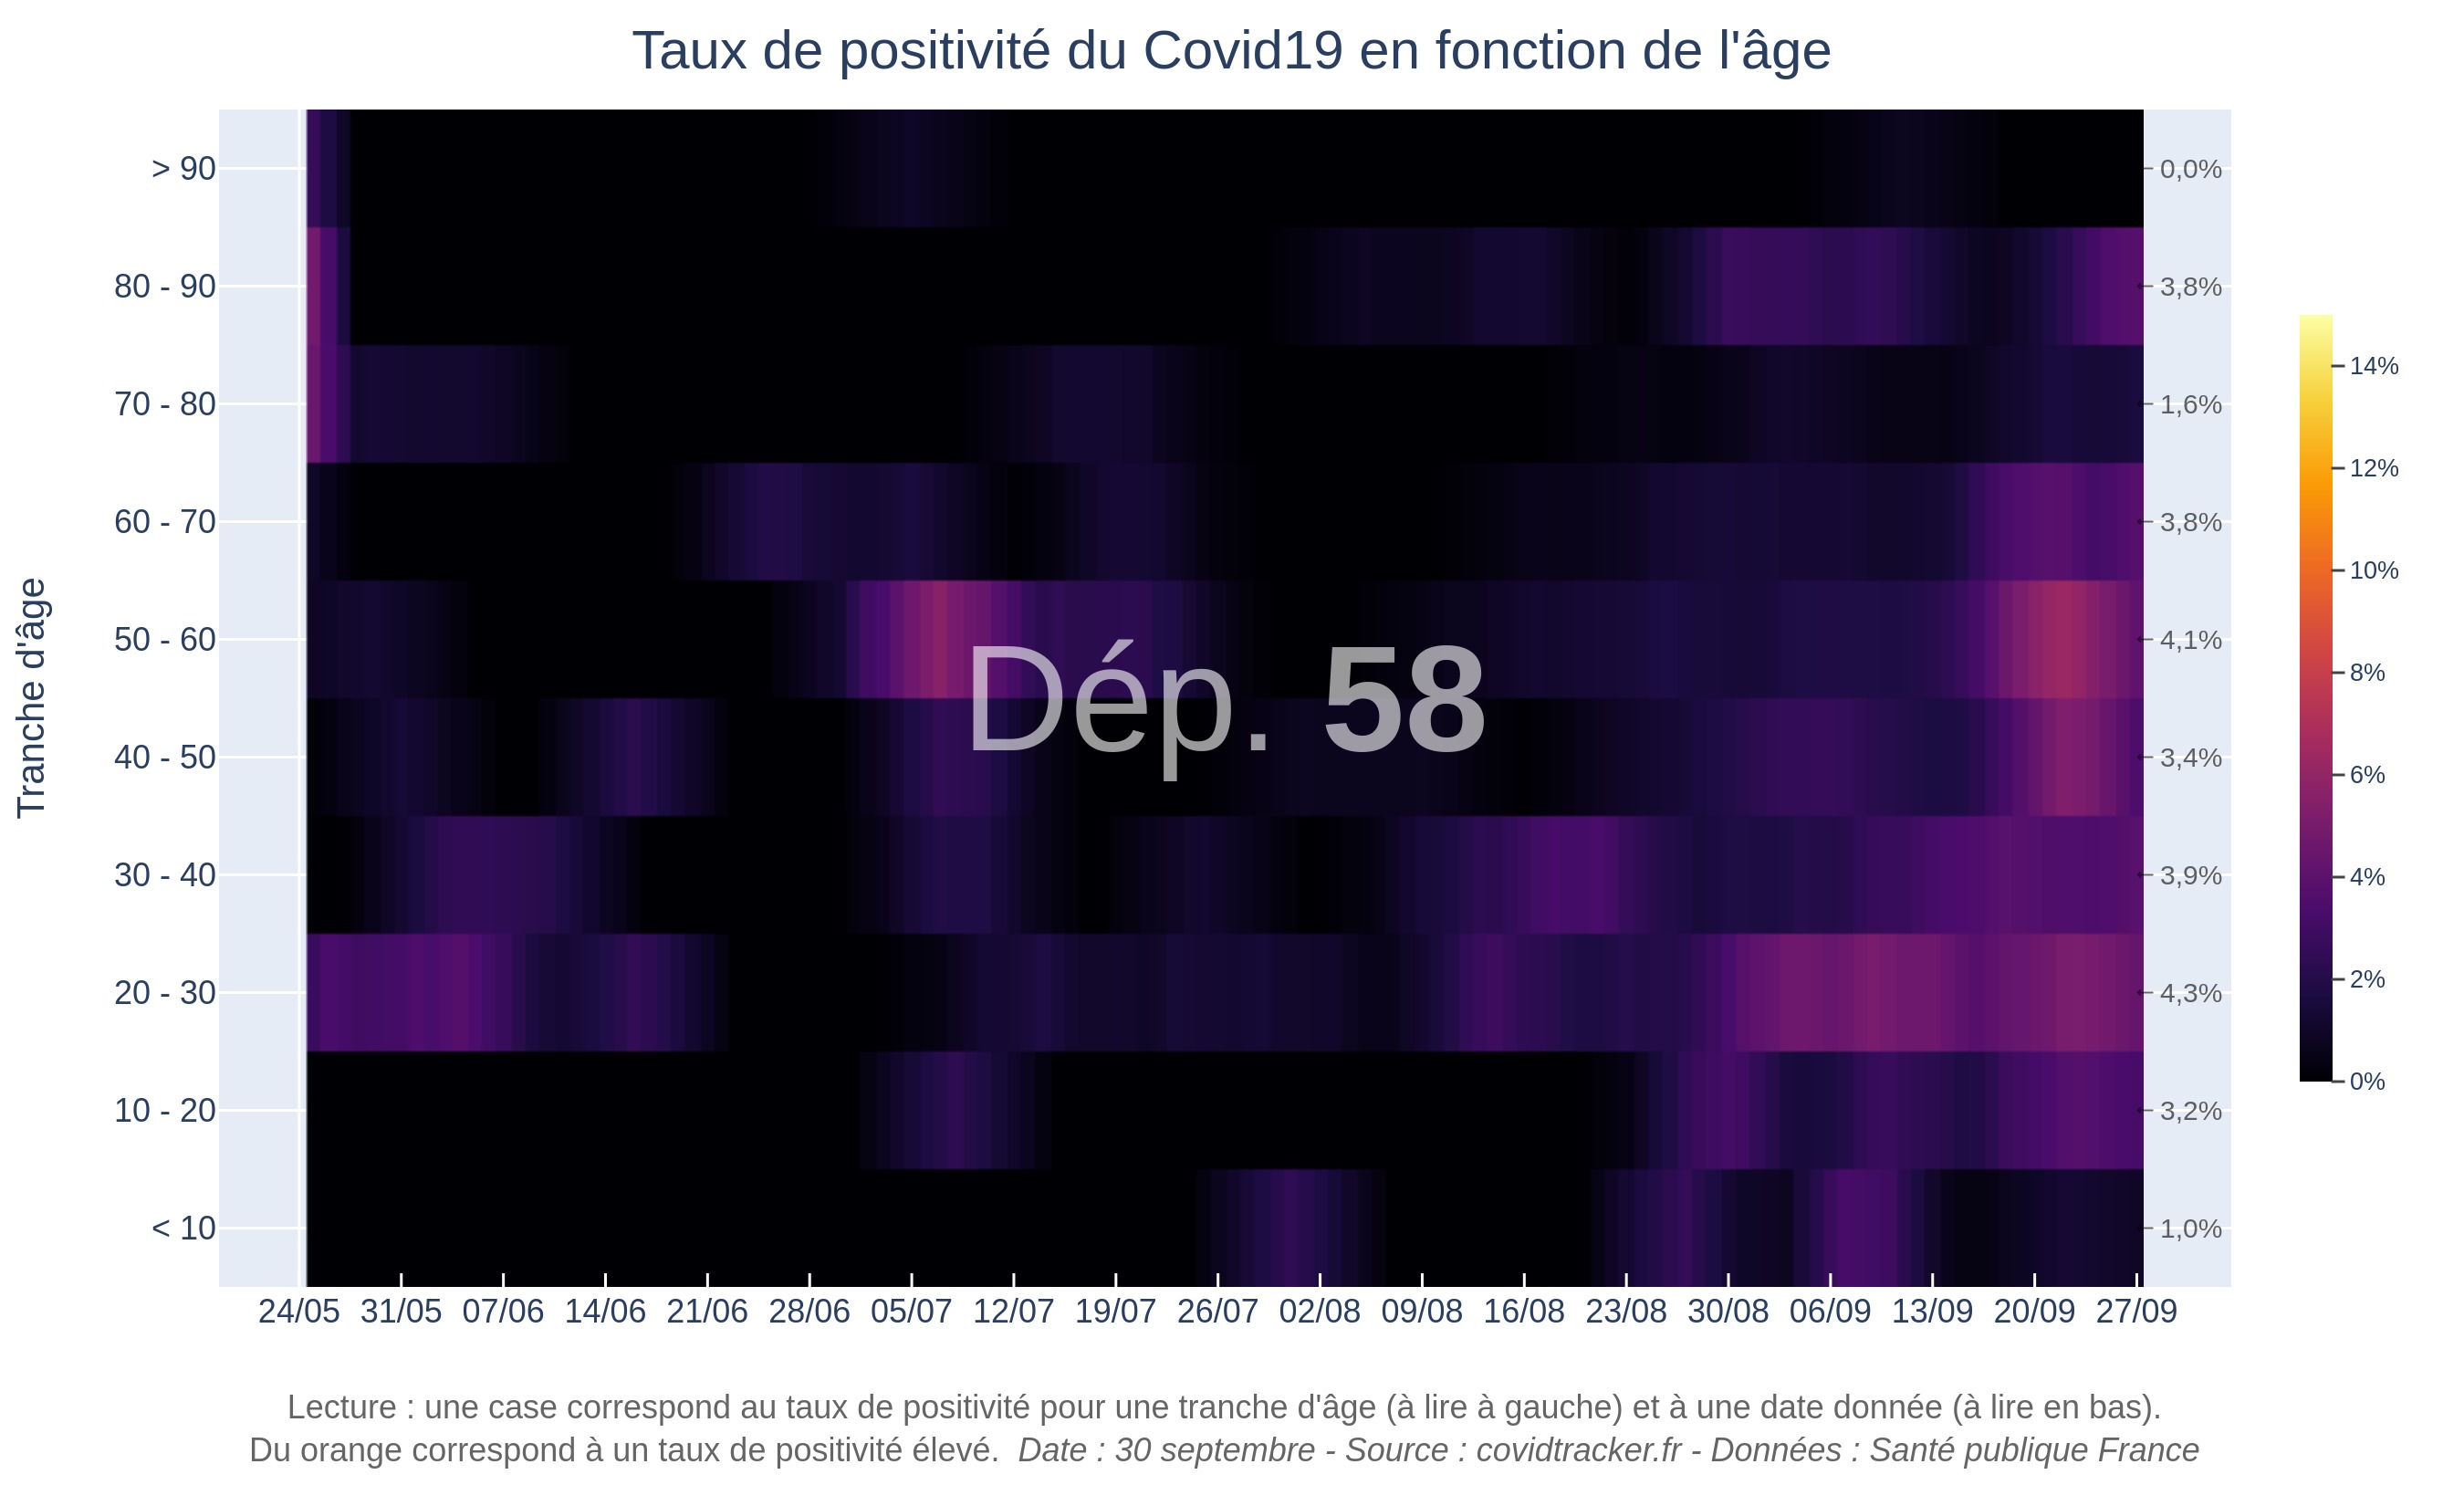 Taux de positivité du Covid19 en fonction de l'âge
Tranche d'âge
> 90
80 - 90
70 - 80
60 - 70
50 - 60
40 - 50
30 - 40
20 - 30
10 - 20
< 10
Dép. 58
0,0%
3,8%
1,6%
3,8%
4,1%
3,4%
3,9%
4,3%
3,2%
1,0%
14%
12%
10%
8%
6%
4%
2%
0%
24/05 31/05 07/06 14/06 21/06 28/06 05/07 12/07 19/07 26/07 02/08 09/08 16/08 23/08 30/08 06/09 13/09 20/09 27/09
Lecture : une case correspond au taux de positivité pour une tranche d'âge (à lire à gauche) et à une date donnée (à lire en bas).
Du orange correspond à un taux de positivité élevé. Date : 30 septembre - Source : covidtracker.fr - Données : Santé publique France